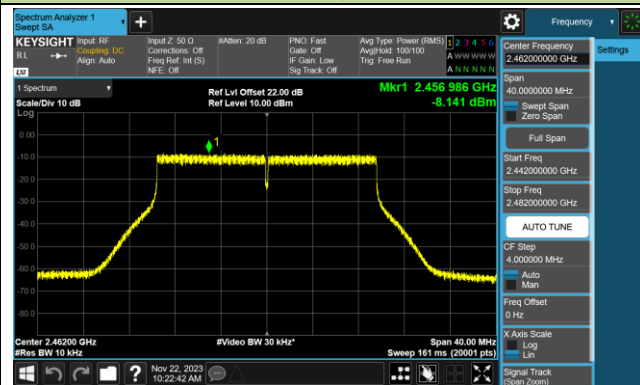 Spectrum Analyzer 1
Swept SA
Frequency
KEYSIGHT
Input: RF
Input Z: 50 Ω
#Atten: 20 dB
PNO: Fast
Avg Type: Power (RMS)
1 2 3 4 5 6
RL
Coupling: DC
Corrections: Off
Gate: Off
Avg|Hold: 100/100
A W W W W W
Align: Auto
Freq Ref: Int (S)
IF Gain: Low
Trig: Free Run
NFE: Off
Sig Track: Off
A N N N N N
LXI
1 Spectrum
Ref Lvl Offset 22.00 dB
Mkr1 2.456 986 GHz
Scale/Div 10 dB
Ref Level 10.00 dBm
-8.141 dBm
Log
1
0.00
-10.0
-20.0
-30.0
-40.0
-50.0
-60.0
-70.0
-80.0
Center 2.46200 GHz
#Video BW 30 kHz*
Span 40.00 MHz
#Res BW 10 kHz
Sweep 161 ms (20001 pts)
Nov 22, 2023
10:22:42 AM
Center Frequency
2.462000000 GHz
Settings
Span
40.0000000 MHz
Swept Span
Zero Span
Full Span
Start Freq
2.442000000 GHz
Stop Freq
2.482000000 GHz
AUTO TUNE
CF Step
4.000000 MHz
Auto
Man
Freq Offset
0 Hz
X Axis Scale
Log
Lin
Signal Track
(Span Zoom)